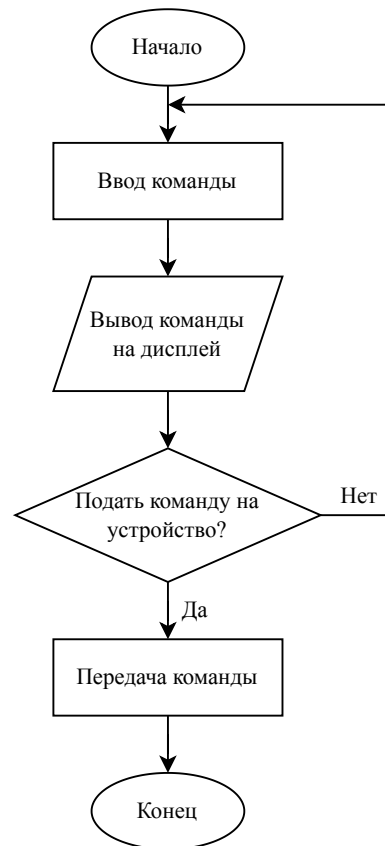 Начало
Ввод команды
Вывод команды
на дисплей
Подать команду на
устройство?
Нет
Да
Передача команды
Конец